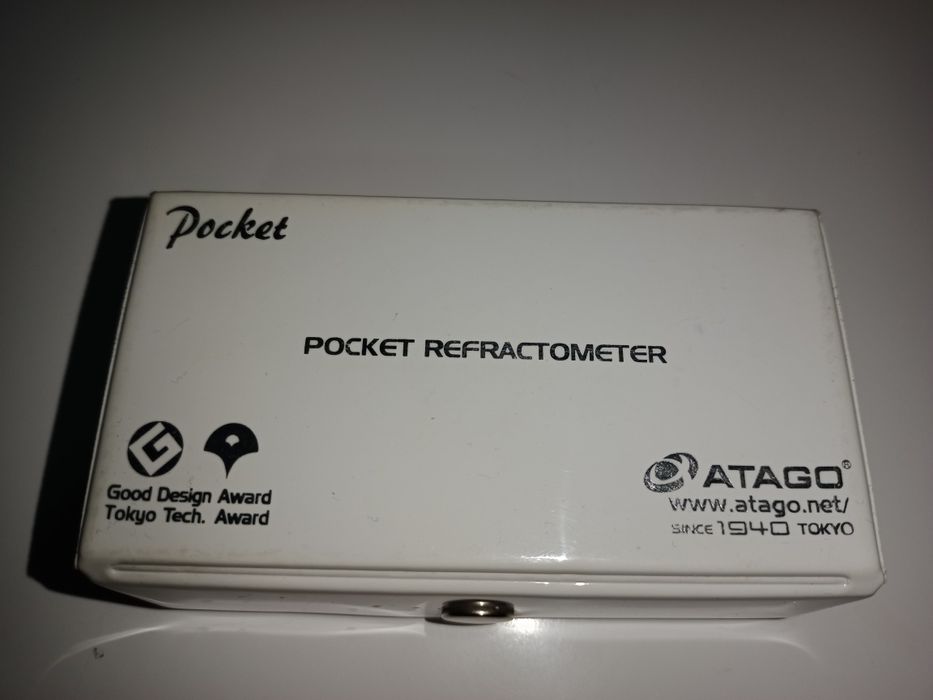 Pocket
POCKET REFRACTOMETER
G
Good Design Award
Tokyo Tech. Award
ATAGO®
www.atago.net/
SINCE 1940 TOKYO